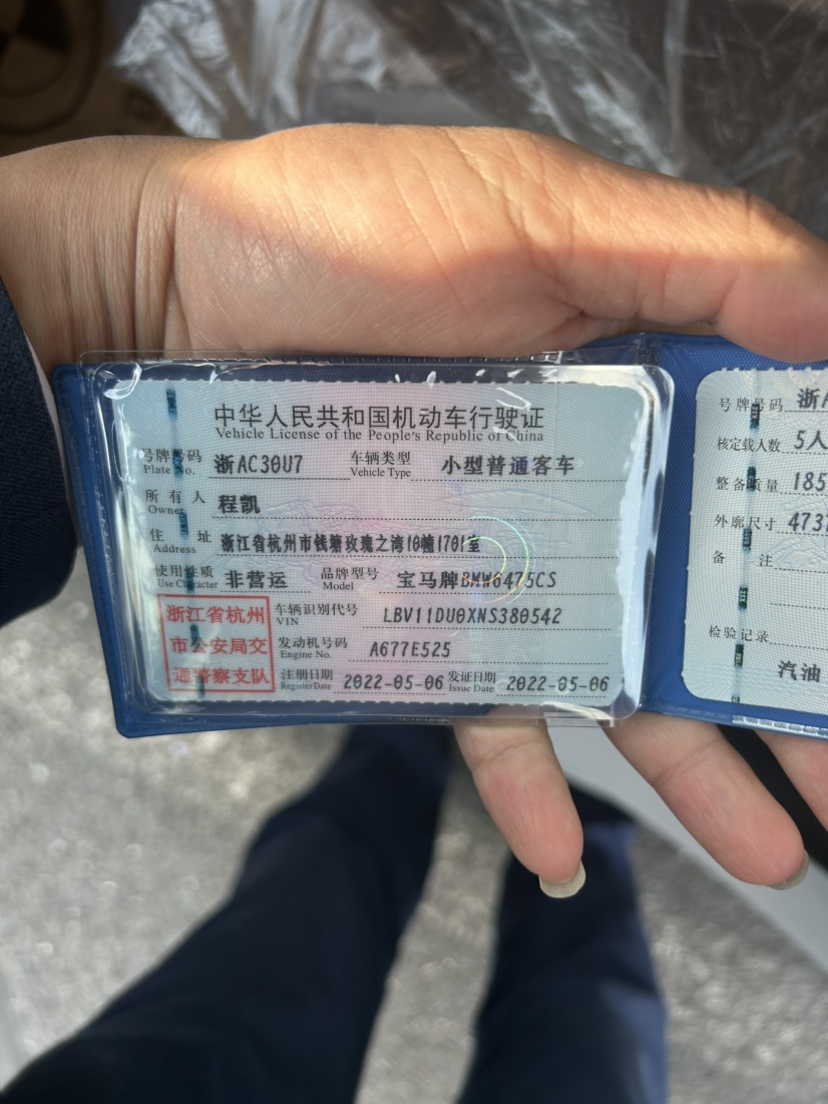 中华人民共和国机动车行驶证
Vehicle License of the People's Republic of China
号牌号码 浙AC30U7 车辆类型 小型普通客车
Plate No. Vehicle Type
所有人 程凯
Owner
住址 浙江省杭州市钱塘玫瑰之湾10幢1701室
Address
使用性质 非营运 品牌型号 宝马牌BMW6475CS
Use Character Model
浙江省杭州
市公安局交
通警察支队
车辆识别代号 LBV11DU0XNS380542
VIN
发动机号码 A677E525
Engine No.
注册日期 2022-05-06 发证日期 2022-05-06
Register Date Issue Date
号牌号码 浙A
核定载人数 5人
整备质量 185
外廓尺寸 473
备注
检验记录
汽油